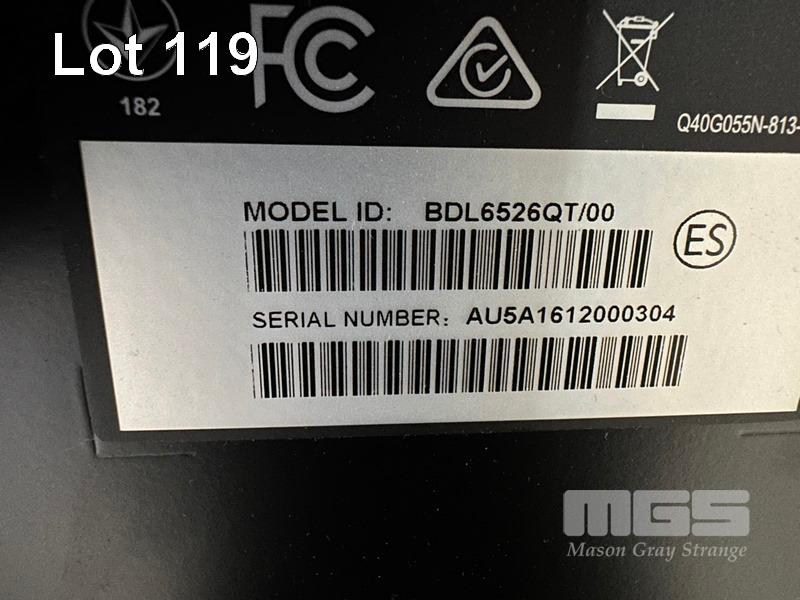 Lot 119
FC
182
Q40G055N-813-
MODEL ID: BDL6526QT/00
ES
SERIAL NUMBER: AU5A1612000304
MGS
Mason Gray Strange